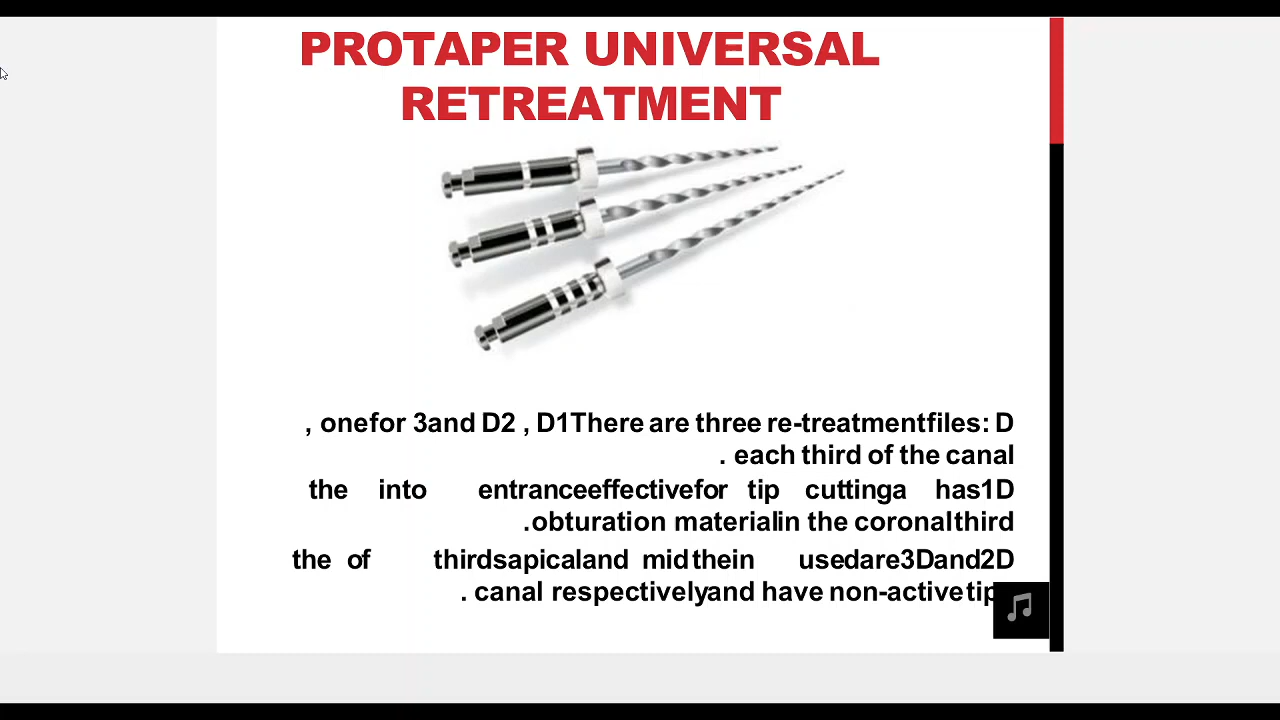 PROTAPER UNIVERSAL
RETREATMENT
, onefor 3and D2 , D1There are three re-treatmentfiles: D
. each third of the canal
the into entranceeffectivefor tip cuttinga has1D
.obturation materialin the coronalthird
the of thirdsapicaland midthein usedare3Dand2D
. canal respectivelyand have non-activetip